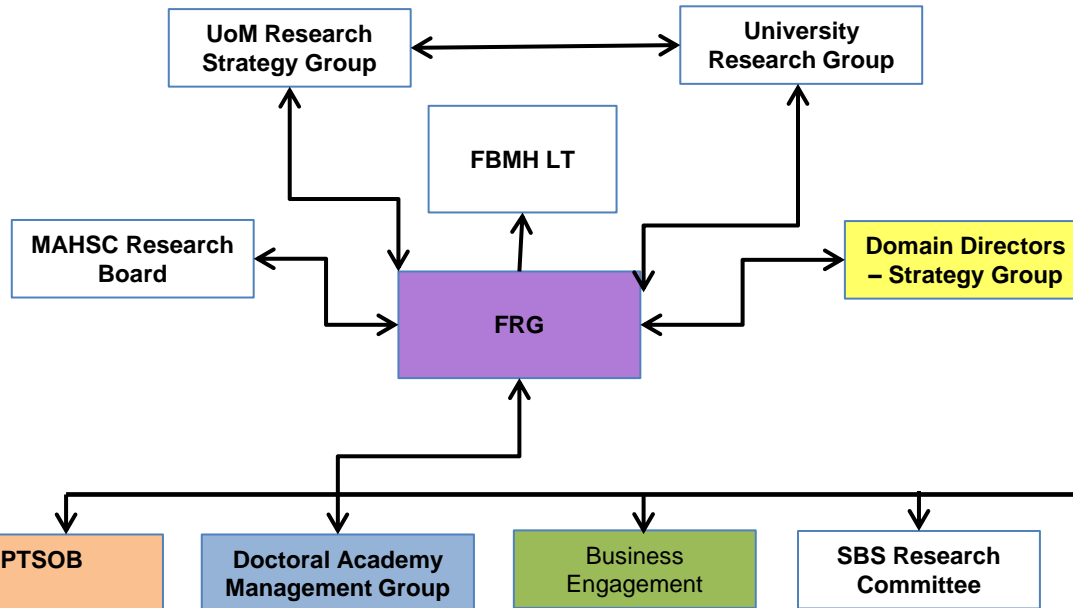 UoM Research
Strategy Group
University
Research Group
FBMH LT
MAHSC Research
Board
Domain Directors
– Strategy Group
FRG
PTSOB
Doctoral Academy
Management Group
Business
Engagement
SBS Research
Committee